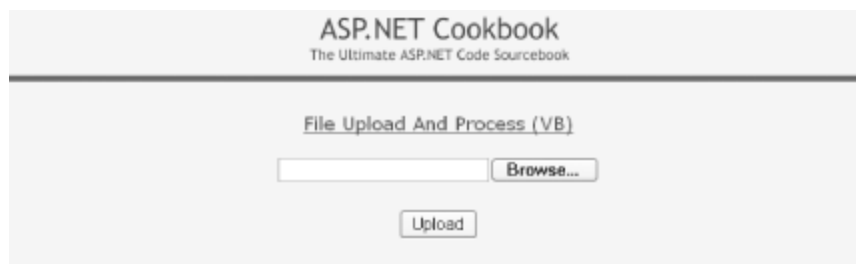 ASP.NET Cookbook
The Ultimate ASP.NET Code Sourcebook
File Upload And Process (VB)
Browse...
Upload